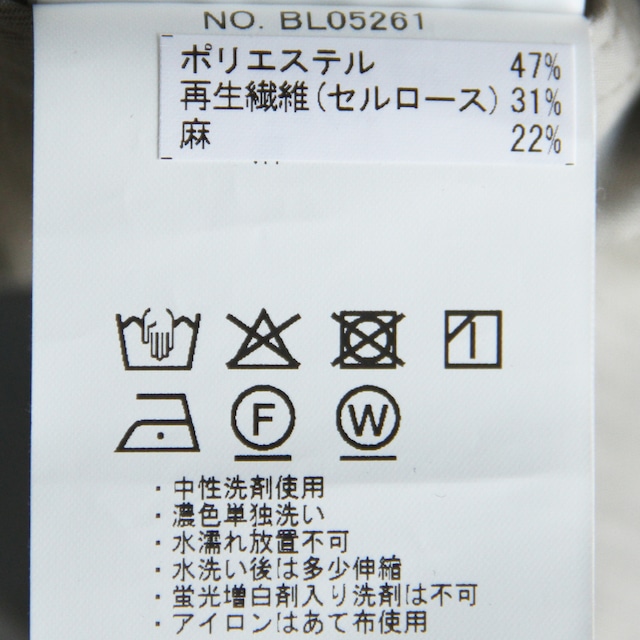 NO. BL05261
ポリエステル 47%
再生繊維(セルロース) 31%
麻 22%
F W
・中性洗剤使用
・濃色単独洗い
・水濡れ放置不可
・水洗い後は多少伸縮
・蛍光増白剤入り洗剤は不可
・アイロンはあて布使用